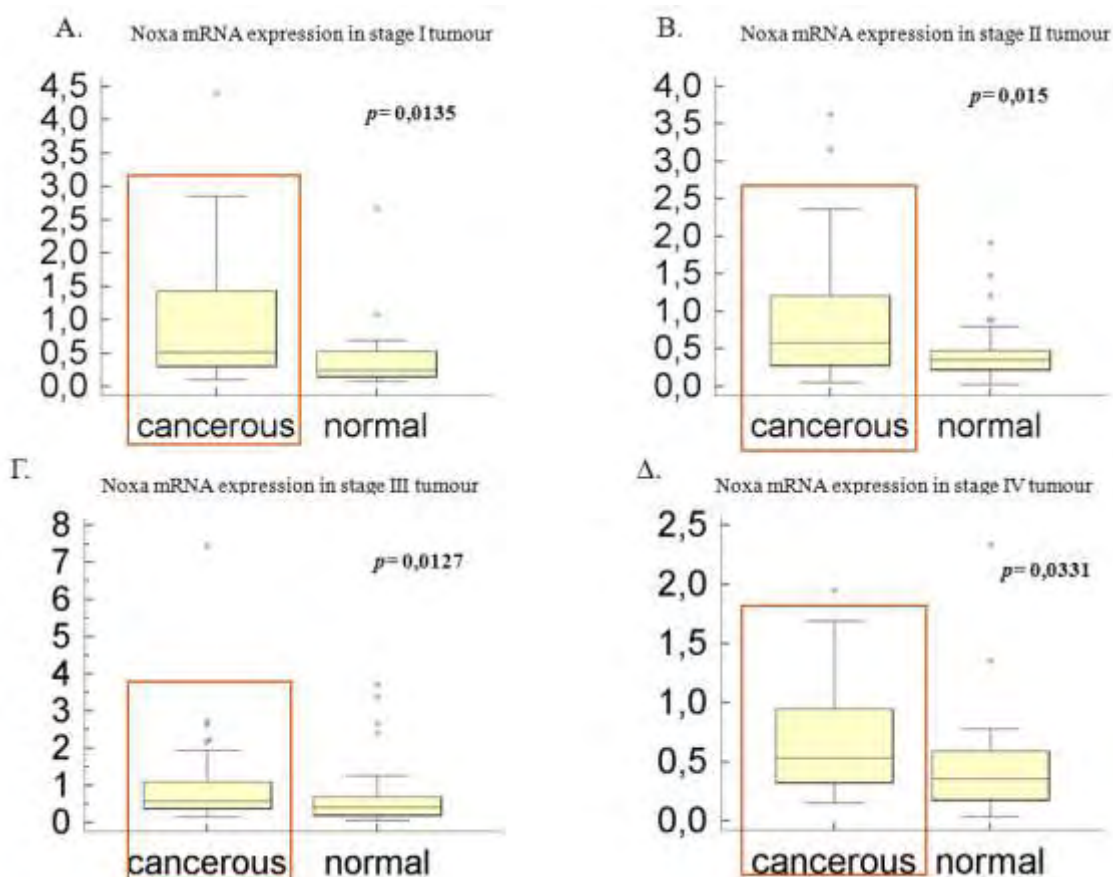 A.
Noxa mRNA expression in stage I tumour
p= 0,0135
4,5
4,0
3,5
3,0
2,5
2,0
1,5
1,0
0,5
0,0
cancerous normal
B.
Noxa mRNA expression in stage II tumour
p= 0,015
4,0
3,5
3,0
2,5
2,0
1,5
1,0
0,5
0,0
cancerous normal
Γ.
Noxa mRNA expression in stage III tumour
p= 0,0127
8
7
6
5
4
3
2
1
0
cancerous normal
Δ.
Noxa mRNA expression in stage IV tumour
p= 0,0331
2,5
2,0
1,5
1,0
0,5
0,0
cancerous normal